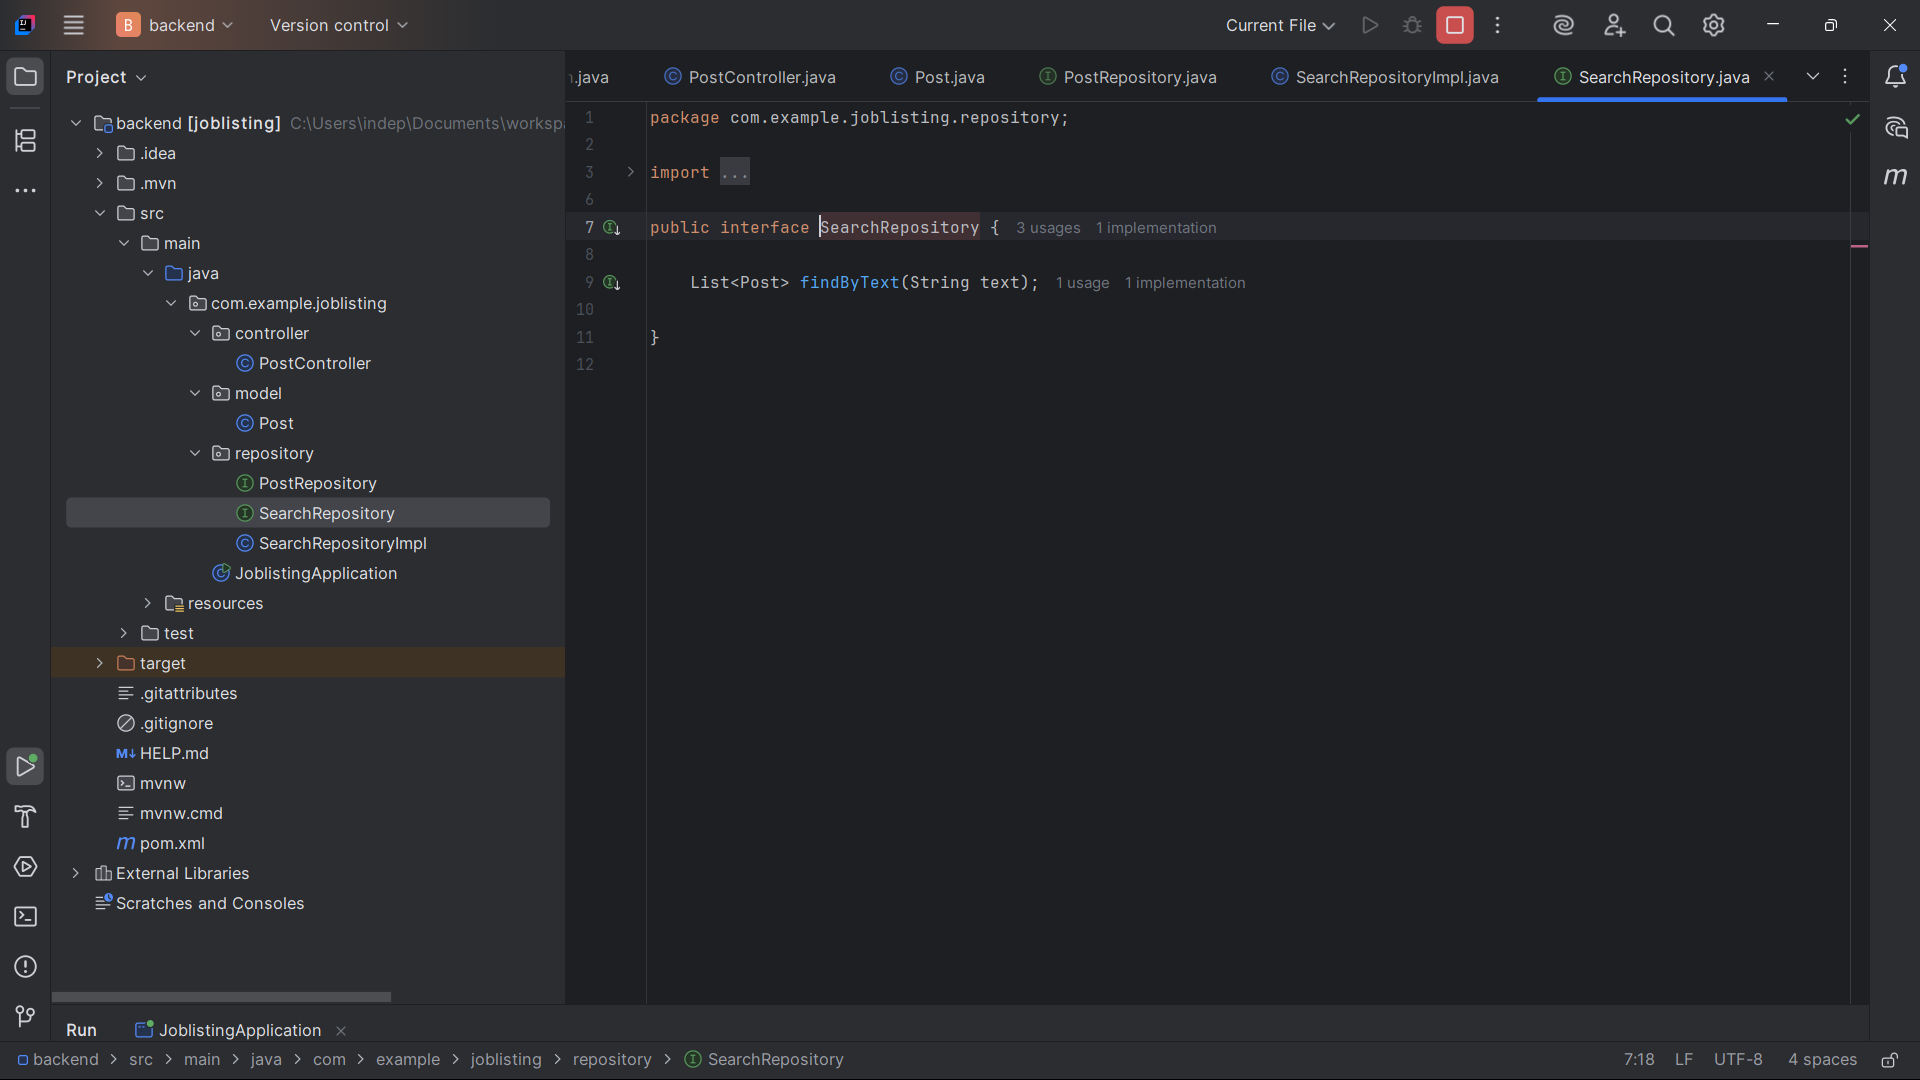 B backend Version control Current File
Project
backend [joblisting] C:\Users\indep\Documents\worksp
.idea
.mvn
src
main
java
com.example.joblisting
controller
PostController
model
Post
repository
PostRepository
SearchRepository
SearchRepositoryImpl
JoblistingApplication
resources
test
target
.gitattributes
.gitignore
M↓ HELP.md
mvnw
mvnw.cmd
m pom.xml
External Libraries
Scratches and Consoles
.java PostController.java Post.java PostRepository.java SearchRepositoryImpl.java SearchRepository.java
1 package com.example.joblisting.repository;
2
3 import ...
6
7 public interface SearchRepository { 3 usages 1 implementation
8
9 List<Post> findByText(String text); 1 usage 1 implementation
10
11 }
12
m
Run JoblistingApplication
backend > src > main > java > com > example > joblisting > repository > SearchRepository 7:18 LF UTF-8 4 spaces